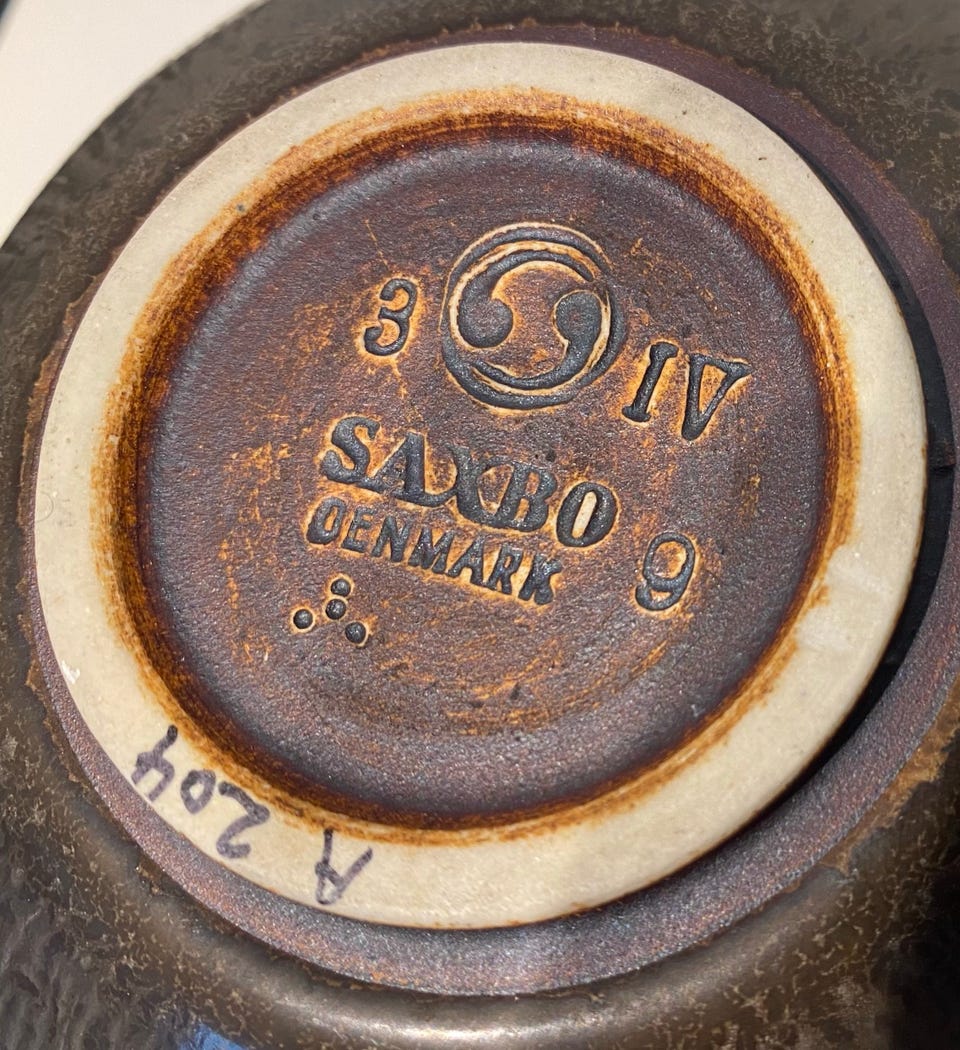 3 IV
SAXBO
DENMARK
9
A 204